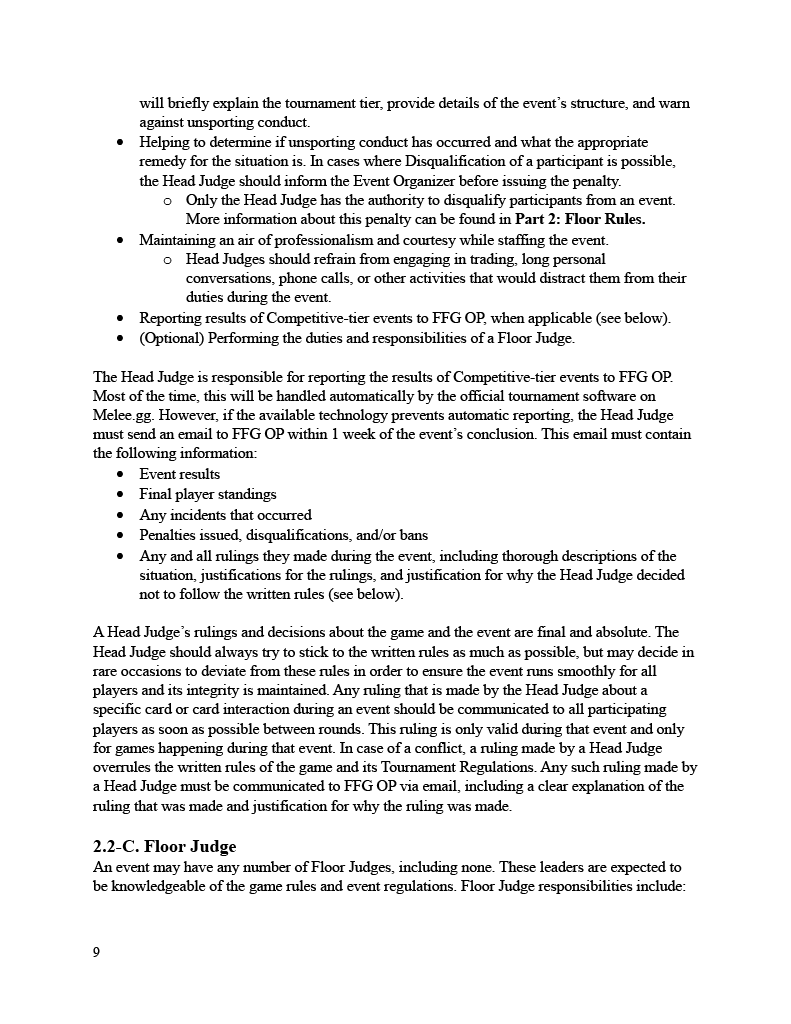 will briefly explain the tournament tier, provide details of the event's structure, and warn
against unsporting conduct.
• Helping to determine if unsporting conduct has occurred and what the appropriate
remedy for the situation is. In cases where Disqualification of a participant is possible,
the Head Judge should inform the Event Organizer before issuing the penalty.
o Only the Head Judge has the authority to disqualify participants from an event.
More information about this penalty can be found in Part 2: Floor Rules.
• Maintaining an air of professionalism and courtesy while staffing the event.
o Head Judges should refrain from engaging in trading, long personal
conversations, phone calls, or other activities that would distract them from their
duties during the event.
• Reporting results of Competitive-tier events to FFG OP, when applicable (see below).
• (Optional) Performing the duties and responsibilities of a Floor Judge.
The Head Judge is responsible for reporting the results of Competitive-tier events to FFG OP.
Most of the time, this will be handled automatically by the official tournament software on
Melee.gg. However, if the available technology prevents automatic reporting, the Head Judge
must send an email to FFG OP within 1 week of the event's conclusion. This email must contain
the following information:
• Event results
• Final player standings
• Any incidents that occurred
• Penalties issued, disqualifications, and/or bans
• Any and all rulings they made during the event, including thorough descriptions of the
situation, justifications for the rulings, and justification for why the Head Judge decided
not to follow the written rules (see below).
A Head Judge's rulings and decisions about the game and the event are final and absolute. The
Head Judge should always try to stick to the written rules as much as possible, but may decide in
rare occasions to deviate from these rules in order to ensure the event runs smoothly for all
players and its integrity is maintained. Any ruling that is made by the Head Judge about a
specific card or card interaction during an event should be communicated to all participating
players as soon as possible between rounds. This ruling is only valid during that event and only
for games happening during that event. In case of a conflict, a ruling made by a Head Judge
overrules the written rules of the game and its Tournament Regulations. Any such ruling made by
a Head Judge must be communicated to FFG OP via email, including a clear explanation of the
ruling that was made and justification for why the ruling was made.
2.2-C. Floor Judge
An event may have any number of Floor Judges, including none. These leaders are expected to
be knowledgeable of the game rules and event regulations. Floor Judge responsibilities include:
9